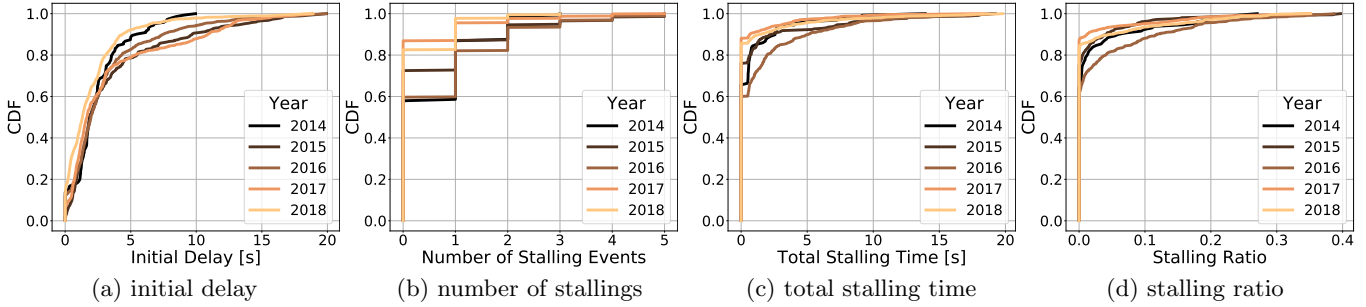 CDF
1.0
0.8
0.6
0.4
0.2
0.0
Year
2014
2015
2016
2017
2018
0 5 10 15 20
Initial Delay [s]
(a) initial delay
CDF
1.0
0.8
0.6
0.4
0.2
0.0
Year
2014
2015
2016
2017
2018
0 1 2 3 4 5
Number of Stalling Events
(b) number of stallings
CDF
1.0
0.8
0.6
0.4
0.2
0.0
Year
2014
2015
2016
2017
2018
0 5 10 15 20
Total Stalling Time [s]
(c) total stalling time
CDF
1.0
0.8
0.6
0.4
0.2
0.0
Year
2014
2015
2016
2017
2018
0.0 0.1 0.2 0.3 0.4
Stalling Ratio
(d) stalling ratio